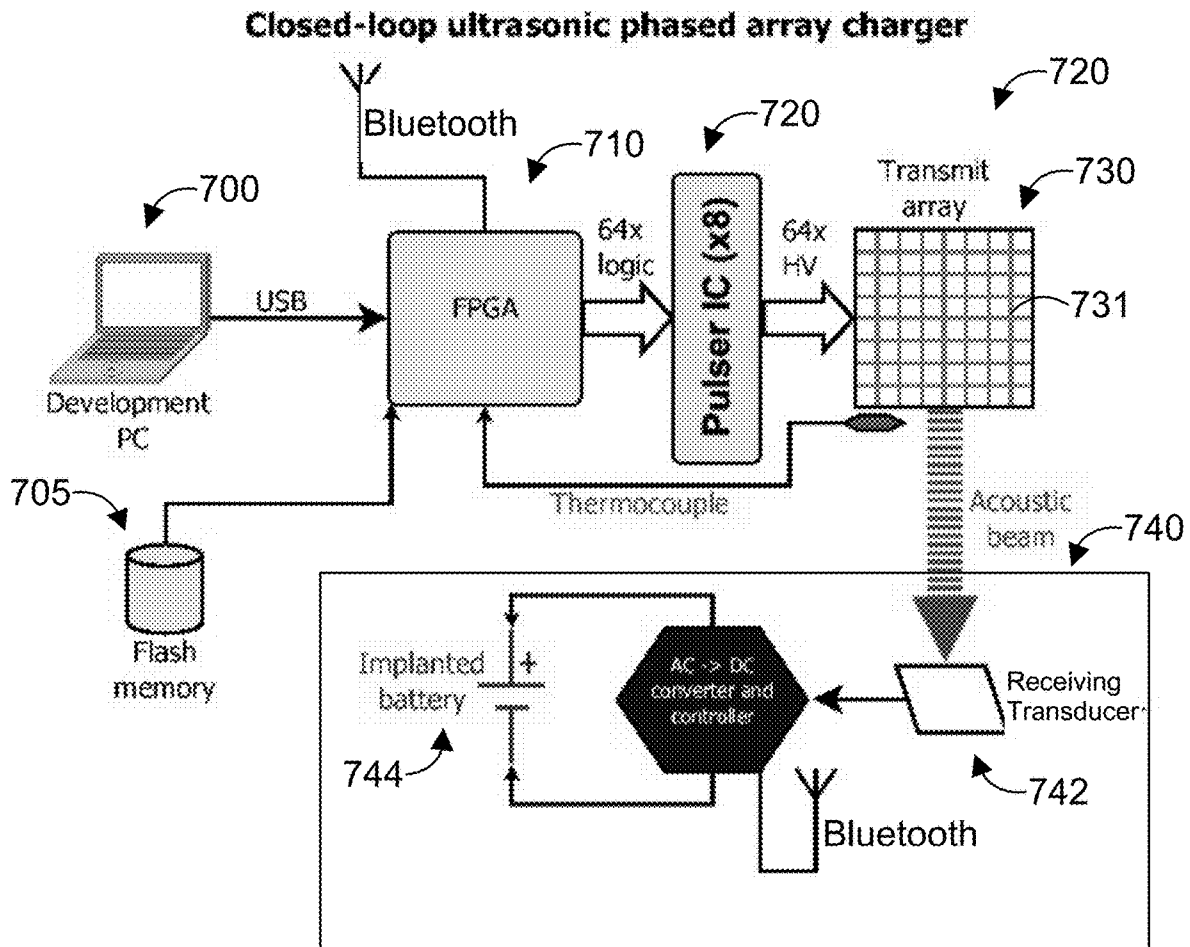 Closed-loop ultrasonic phased array charger
720
Bluetooth
720
710
Transmit
array
730
700
64x
logic
Pulser IC (x8)
64x
HV
USB
FPGA
731
Development
PC
705
Thermocouple
Acoustic
beam
740
Flash
memory
Implanted
battery
+
AC -> DC
converter and
controller
Receiving
Transducer
744
742
Bluetooth